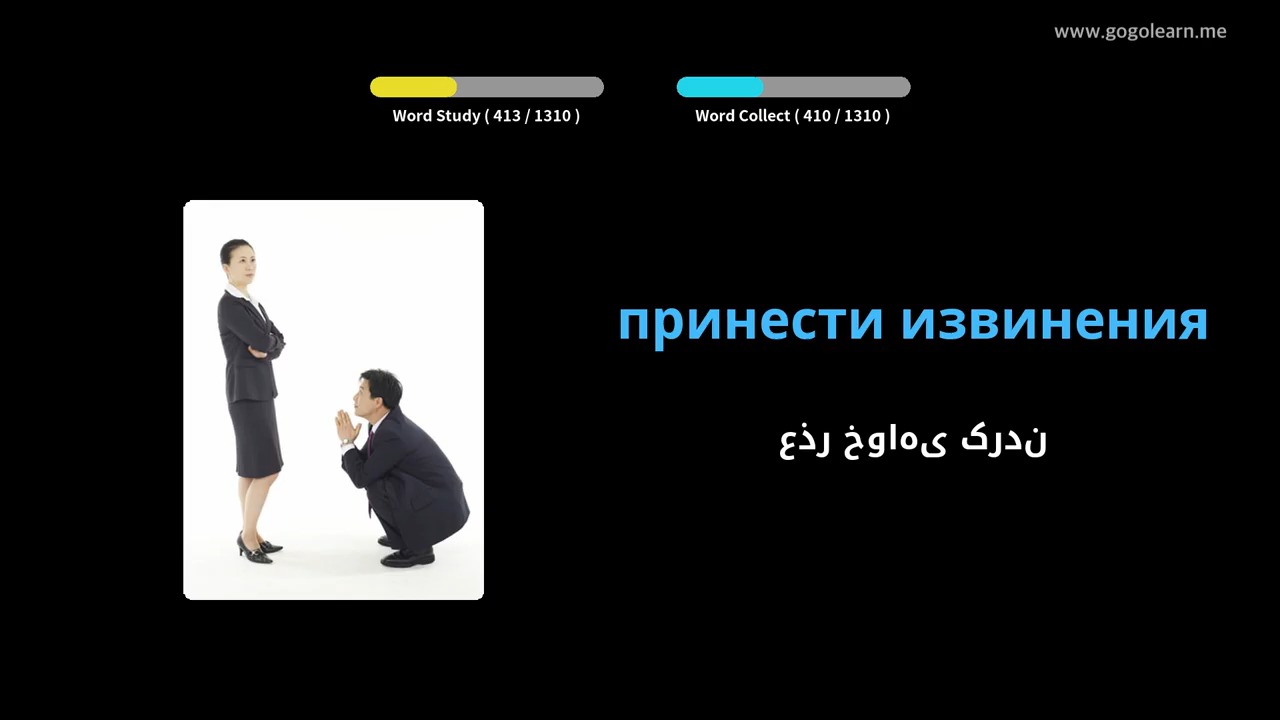 www.gogolearn.me
Word Study ( 413 / 1310 )
Word Collect ( 410 / 1310 )
принести извинения
عذر خواهی کردن